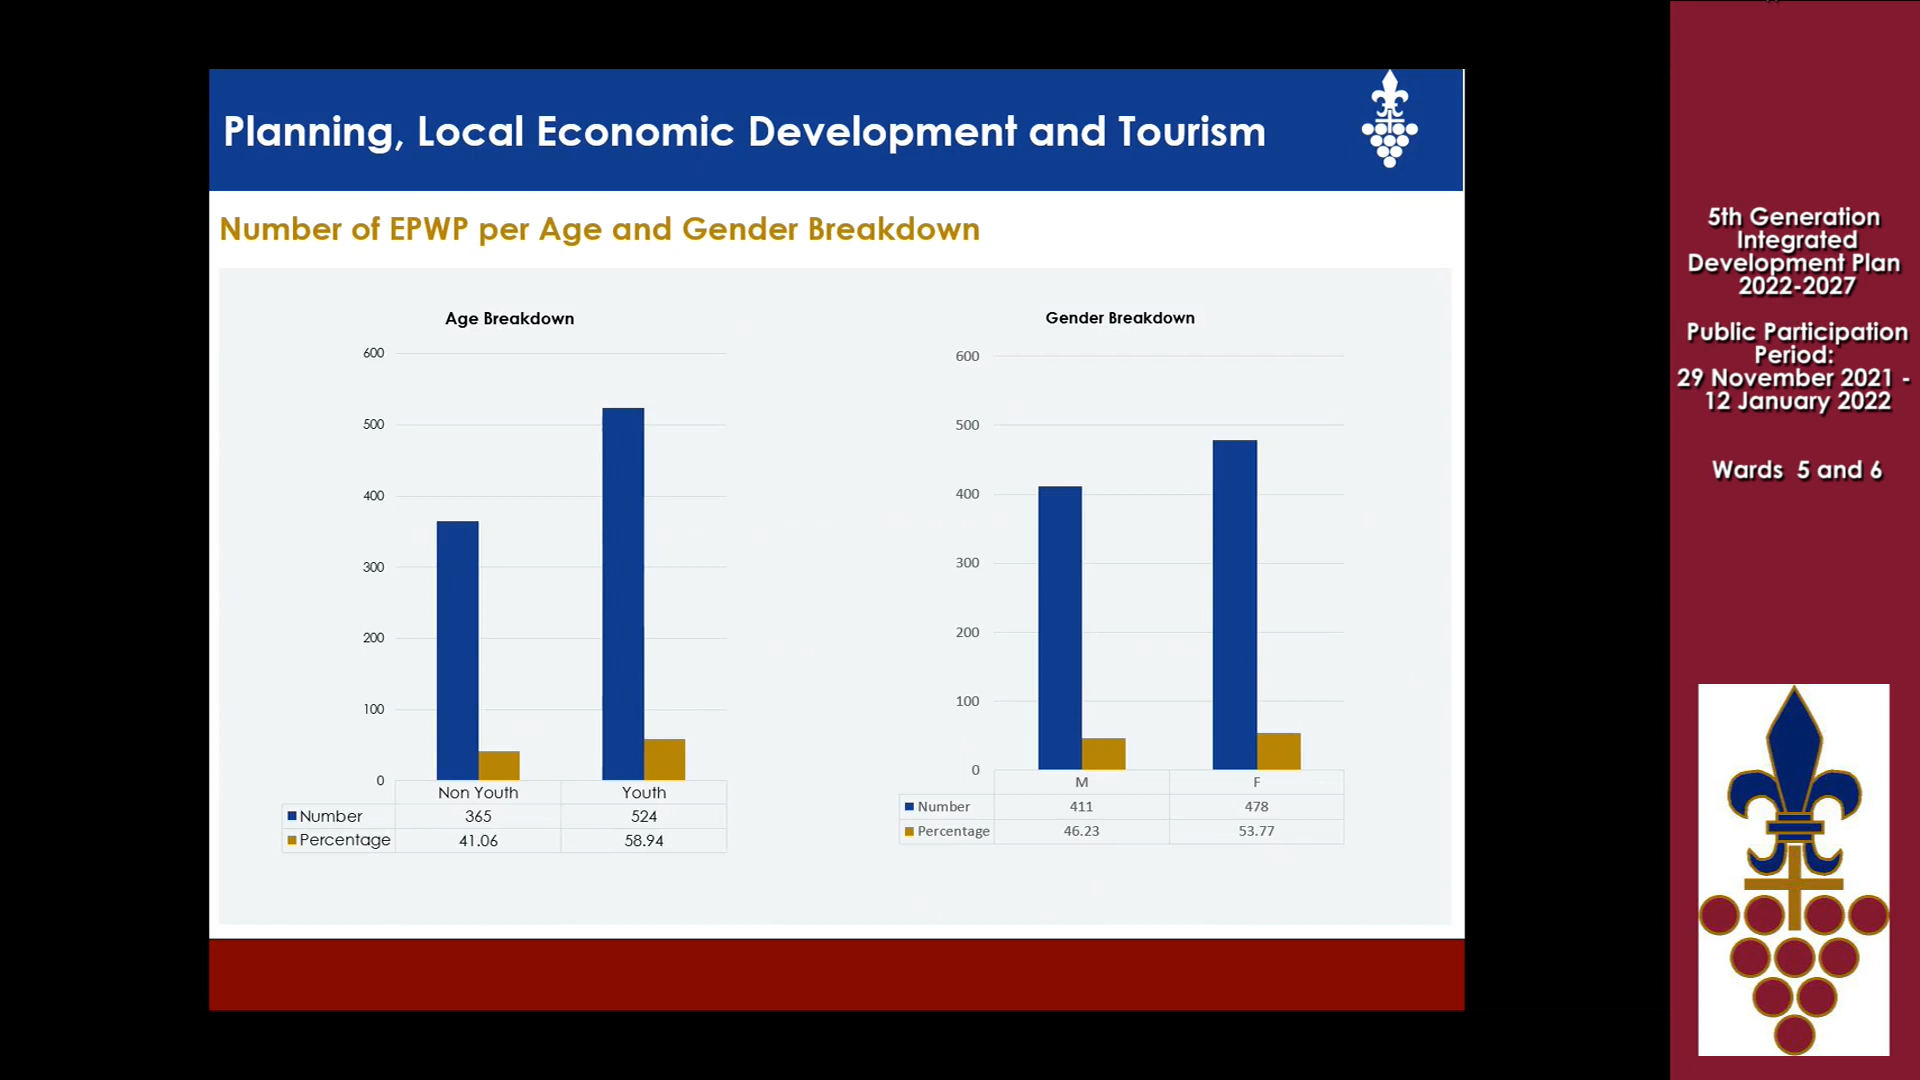 Planning, Local Economic Development and Tourism
Number of EPWP per Age and Gender Breakdown
Age Breakdown
600
500
400
300
200
100
0
Non Youth Youth
Number 365 524
Percentage 41.06 58.94
Gender Breakdown
600
500
400
300
200
100
0
M F
Number 411 478
Percentage 46.23 53.77
5th Generation
Integrated
Development Plan
2022-2027
Public Participation
Period:
29 November 2021 -
12 January 2022
Wards 5 and 6